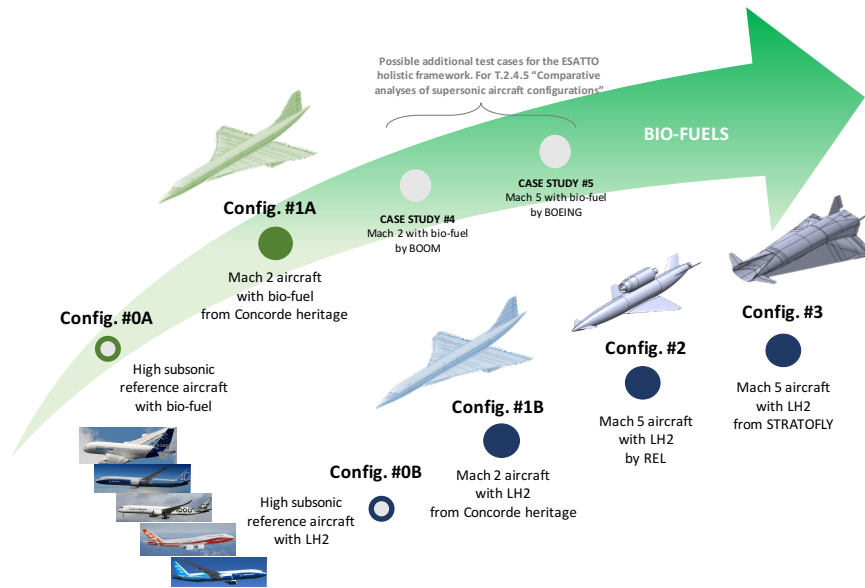 Possible additional test cases for the ESATTO
holistic framework. For T.2.4.5 “Comparative
analyses of supersonic aircraft configurations”
BIO-FUELS
CASE STUDY #5
Mach 5 with bio-fuel
by BOEING
CASE STUDY #4
Mach 2 with bio-fuel
by BOOM
Config. #1A
Mach 2 aircraft
with bio-fuel
from Concorde heritage
Config. #0A
High subsonic
reference aircraft
with bio-fuel
Config. #3
Mach 5 aircraft
with LH2
from STRATOFLY
Config. #2
Mach 5 aircraft
with LH2
by REL
Config. #1B
Mach 2 aircraft
with LH2
from Concorde heritage
Config. #0B
High subsonic
reference aircraft
with LH2